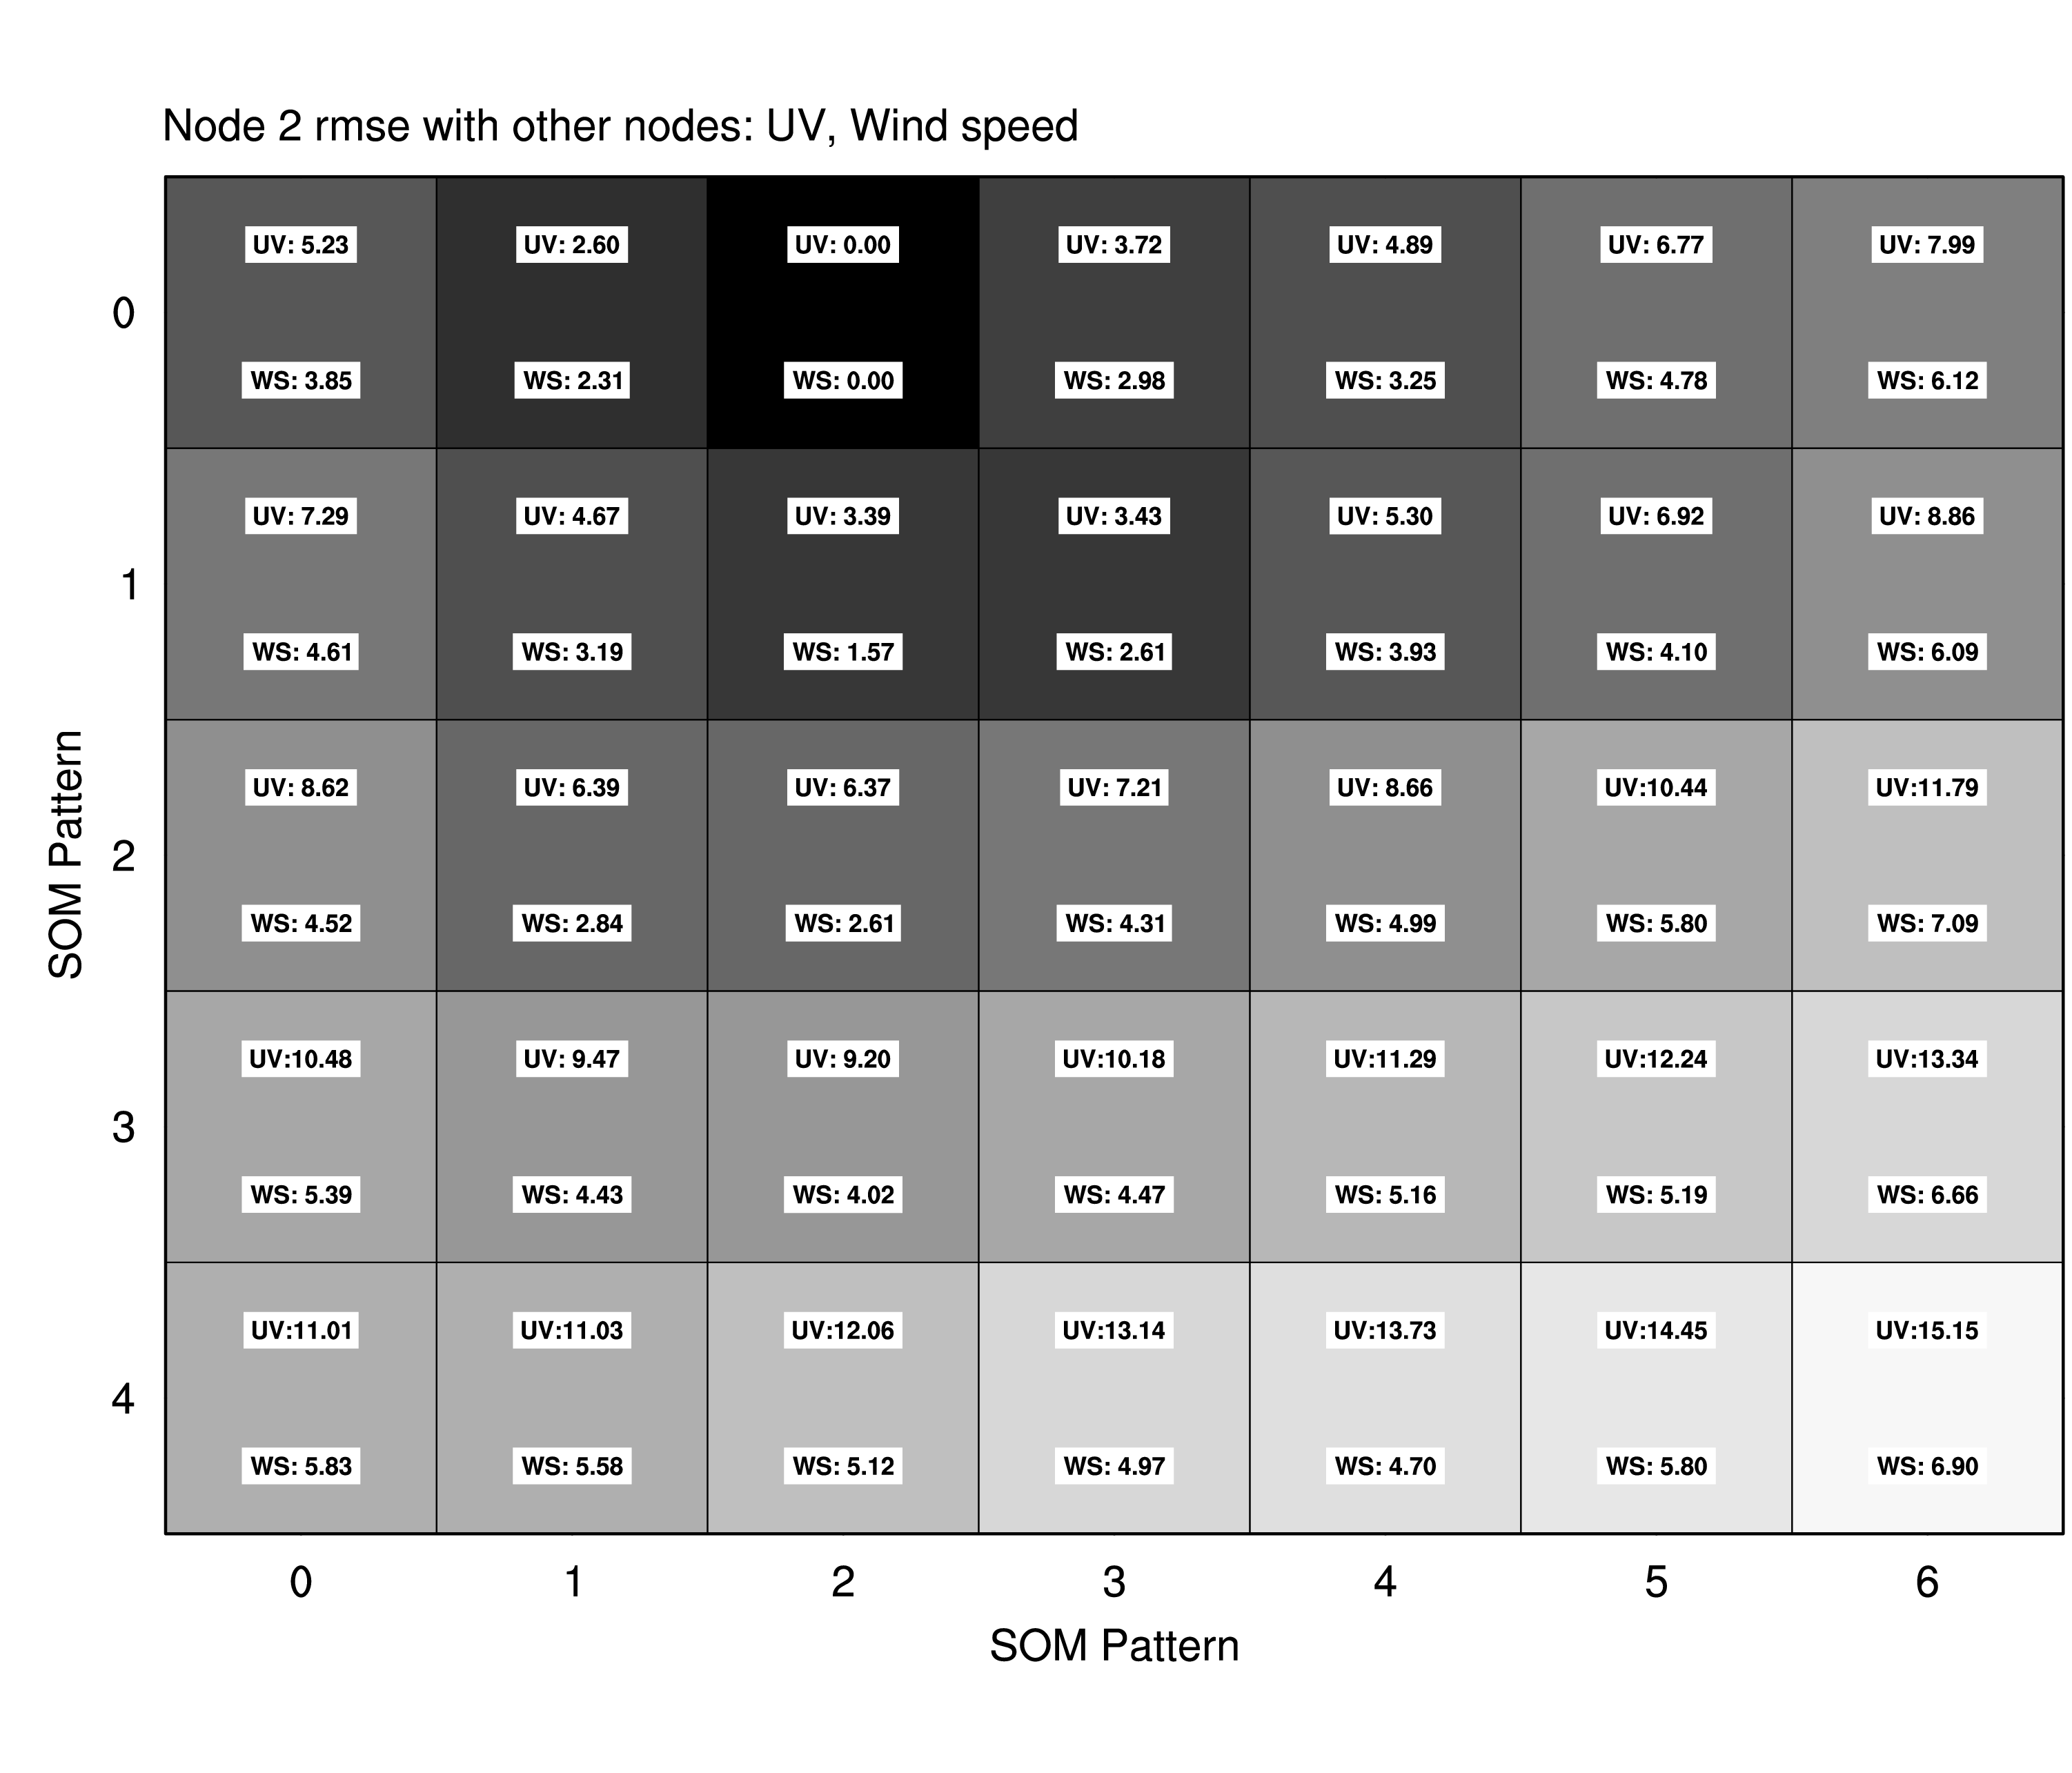 Node 2 rmse with other nodes: UV, Wind speed
UV: 5.23 UV: 2.60 UV: 0.00 UV: 3.72 UV: 4.89 UV: 6.77 UV: 7.99
0
WS: 3.85 WS: 2.31 WS: 0.00 WS: 2.98 WS: 3.25 WS: 4.78 WS: 6.12
UV: 7.29 UV: 4.67 UV: 3.39 UV: 3.43 UV: 5.30 UV: 6.92 UV: 8.86
1
WS: 4.61 WS: 3.19 WS: 1.57 WS: 2.61 WS: 3.93 WS: 4.10 WS: 6.09
UV: 8.62 UV: 6.39 UV: 6.37 UV: 7.21 UV: 8.66 UV:10.44 UV:11.79
SOM Pattern
2
WS: 4.52 WS: 2.84 WS: 2.61 WS: 4.31 WS: 4.99 WS: 5.80 WS: 7.09
UV:10.48 UV: 9.47 UV: 9.20 UV:10.18 UV:11.29 UV:12.24 UV:13.34
3
WS: 5.39 WS: 4.43 WS: 4.02 WS: 4.47 WS: 5.16 WS: 5.19 WS: 6.66
UV:11.01 UV:11.03 UV:12.06 UV:13.14 UV:13.73 UV:14.45 UV:15.15
4
WS: 5.83 WS: 5.58 WS: 5.12 WS: 4.97 WS: 4.70 WS: 5.80 WS: 6.90
0 1 2 3 4 5 6
SOM Pattern